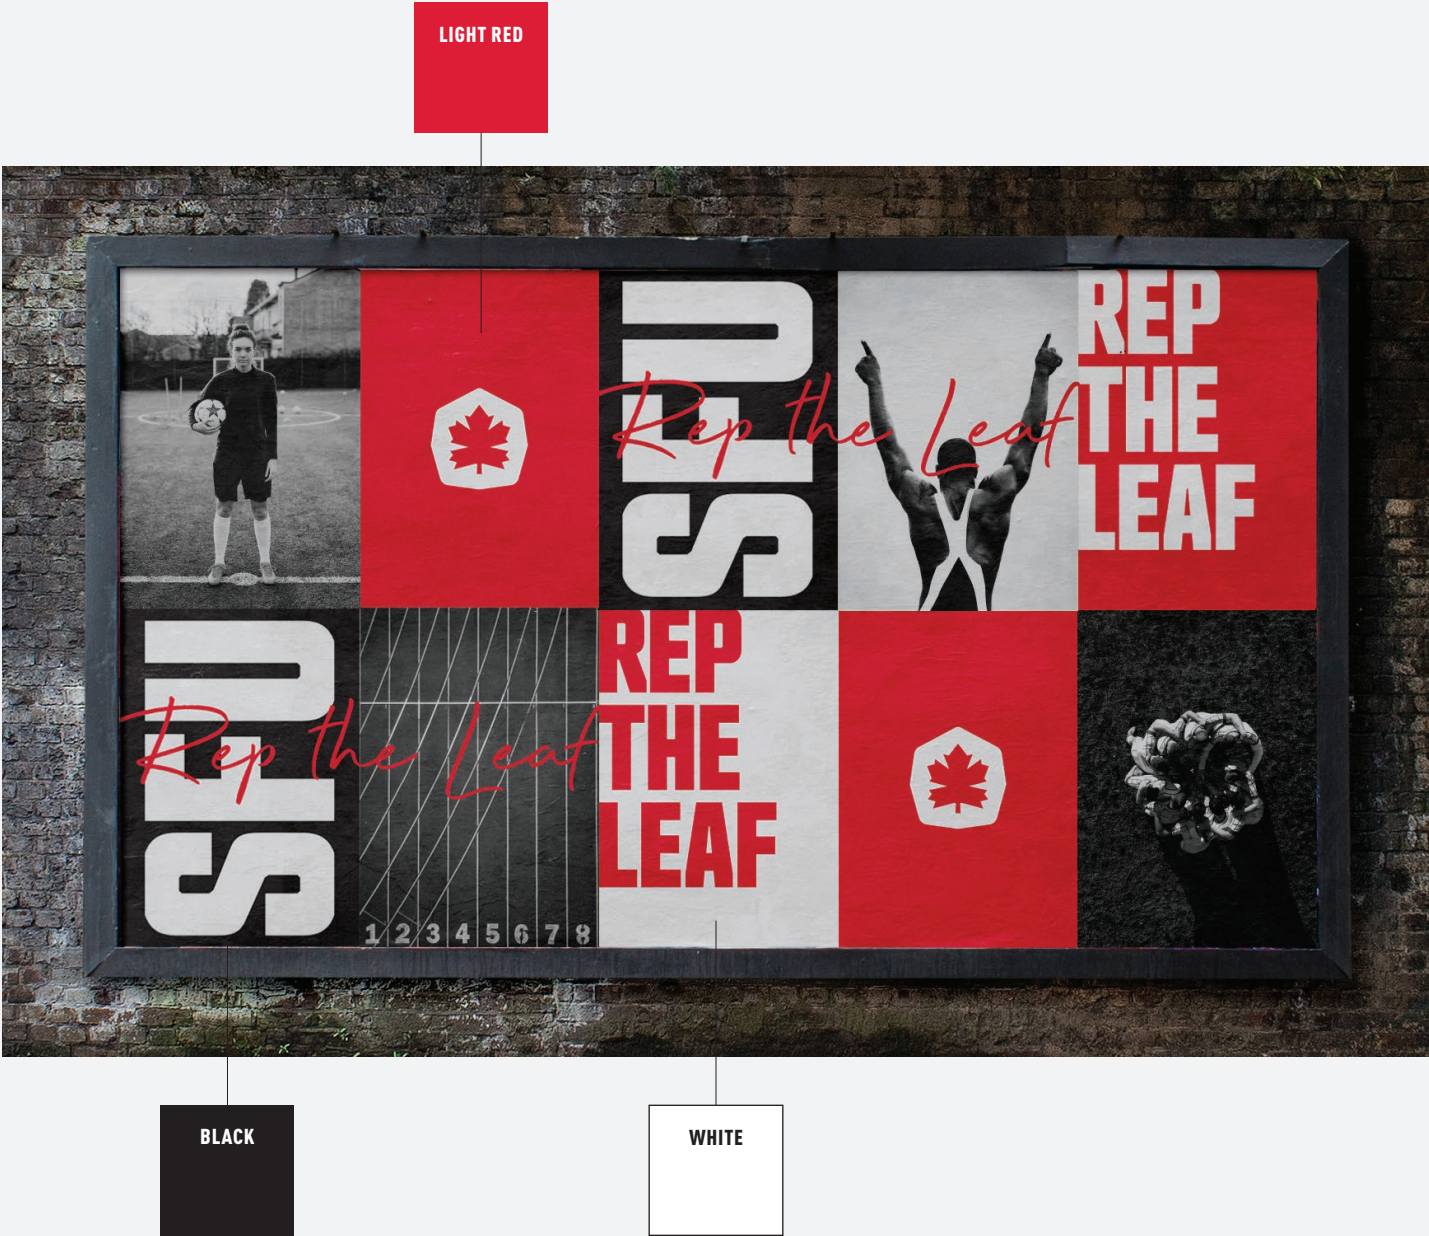 LIGHT RED
SFU
Rep the Leaf
REP
THE
LEAF
SFU
Rep the Leaf
1 2 3 4 5 6 7 8
REP
THE
LEAF
BLACK
WHITE